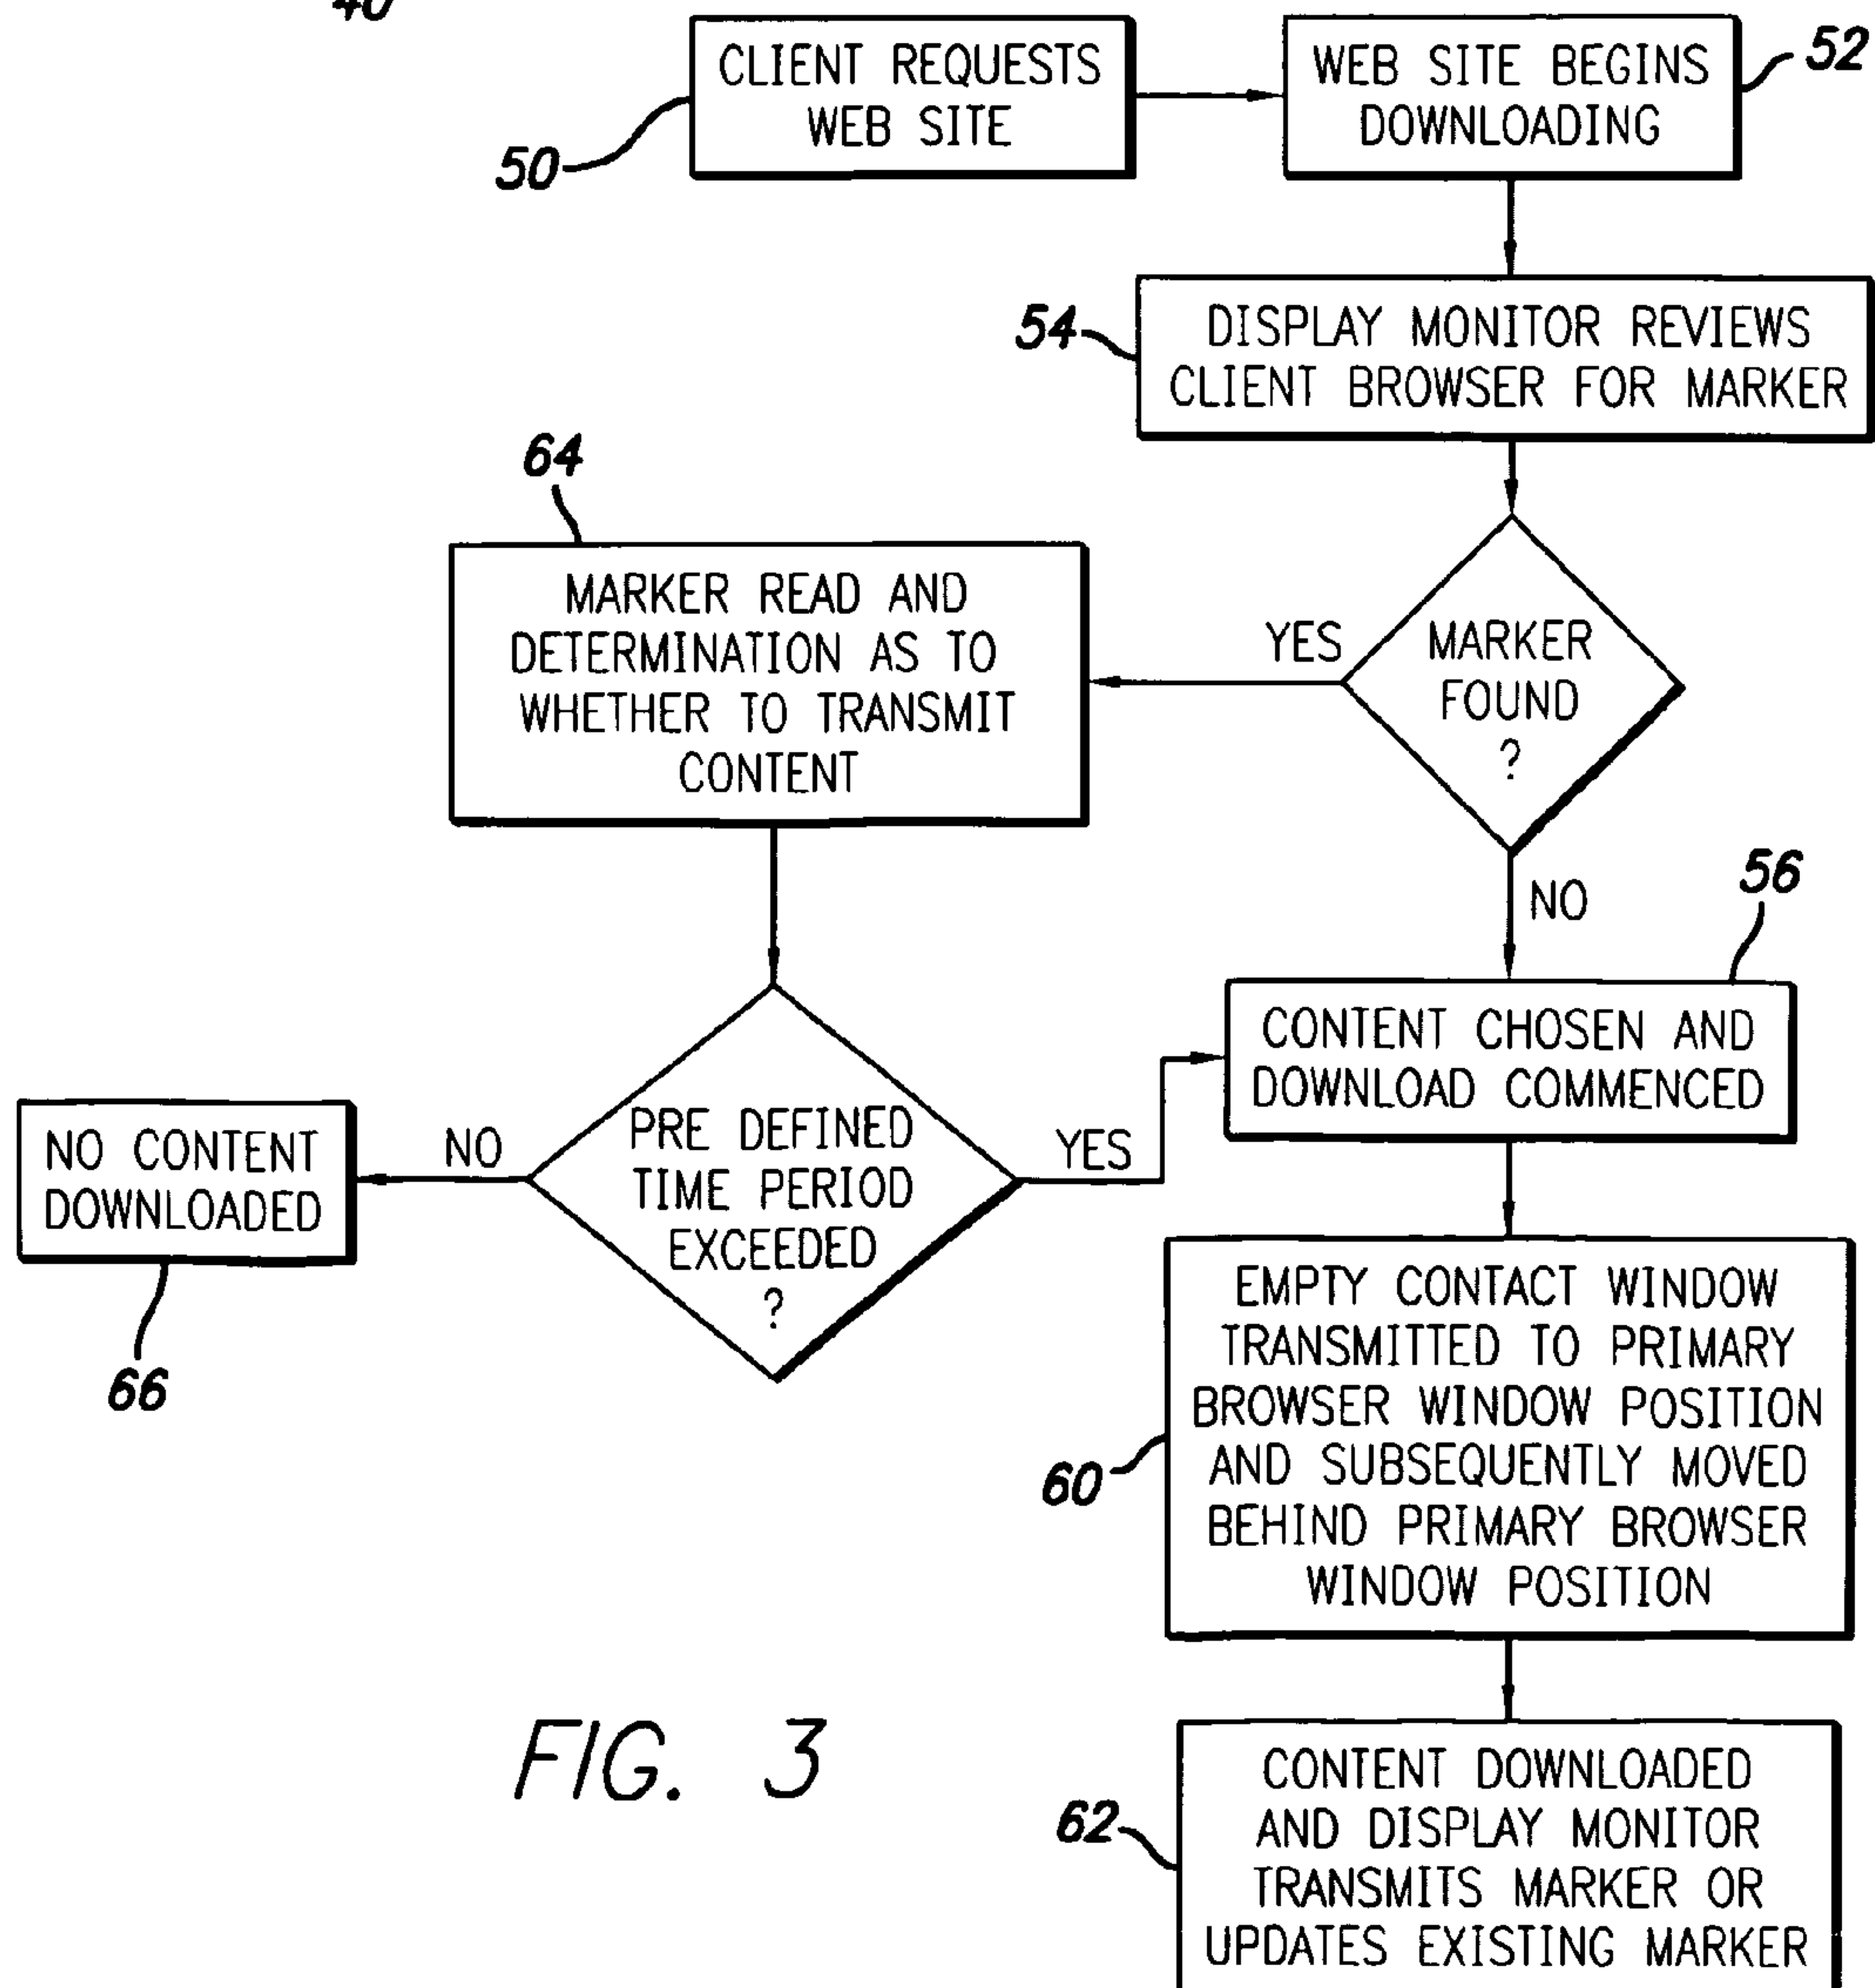 40
CLIENT REQUESTS
WEB SITE
50
WEB SITE BEGINS
DOWNLOADING
52
54
DISPLAY MONITOR REVIEWS
CLIENT BROWSER FOR MARKER
MARKER
FOUND
?
YES
NO
64
MARKER READ AND
DETERMINATION AS TO
WHETHER TO TRANSMIT
CONTENT
PRE DEFINED
TIME PERIOD
EXCEEDED
?
NO
YES
NO CONTENT
DOWNLOADED
66
56
CONTENT CHOSEN AND
DOWNLOAD COMMENCED
60
EMPTY CONTACT WINDOW
TRANSMITTED TO PRIMARY
BROWSER WINDOW POSITION
AND SUBSEQUENTLY MOVED
BEHIND PRIMARY BROWSER
WINDOW POSITION
62
CONTENT DOWNLOADED
AND DISPLAY MONITOR
TRANSMITS MARKER OR
UPDATES EXISTING MARKER
FIG. 3